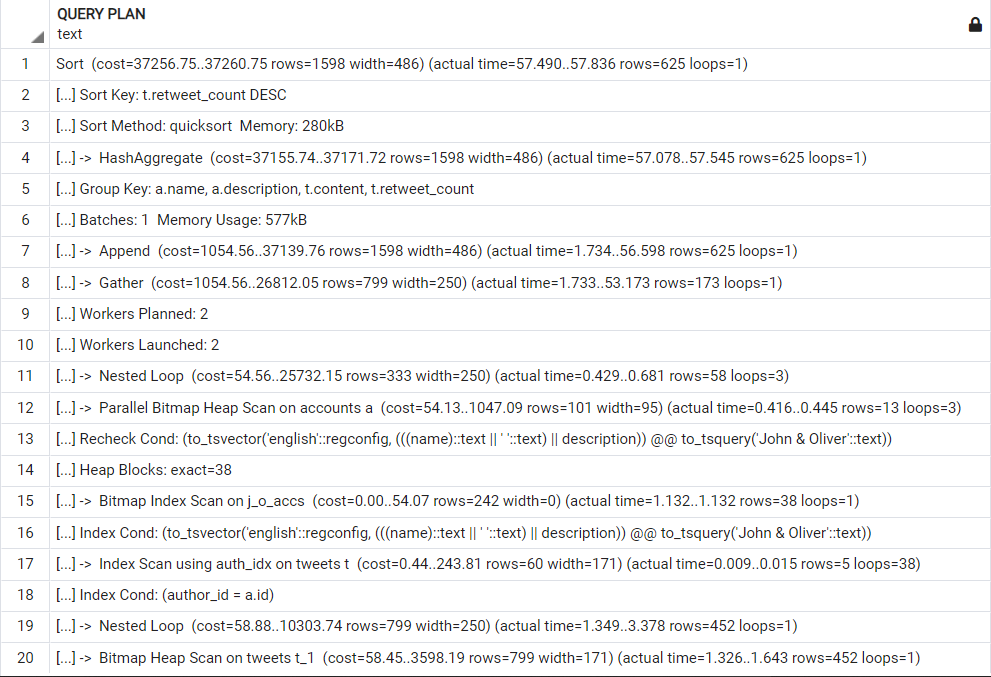 QUERY PLAN
text
1 Sort (cost=37256.75..37260.75 rows=1598 width=486) (actual time=57.490..57.836 rows=625 loops=1)
2 [...] Sort Key: t.retweet_count DESC
3 [...] Sort Method: quicksort Memory: 280kB
4 [...] -> HashAggregate (cost=37155.74..37171.72 rows=1598 width=486) (actual time=57.078..57.545 rows=625 loops=1)
5 [...] Group Key: a.name, a.description, t.content, t.retweet_count
6 [...] Batches: 1 Memory Usage: 577kB
7 [...] -> Append (cost=1054.56..37139.76 rows=1598 width=486) (actual time=1.734..56.598 rows=625 loops=1)
8 [...] -> Gather (cost=1054.56..26812.05 rows=799 width=250) (actual time=1.733..53.173 rows=173 loops=1)
9 [...] Workers Planned: 2
10 [...] Workers Launched: 2
11 [...] -> Nested Loop (cost=54.56..25732.15 rows=333 width=250) (actual time=0.429..0.681 rows=58 loops=3)
12 [...] -> Parallel Bitmap Heap Scan on accounts a (cost=54.13..1047.09 rows=101 width=95) (actual time=0.416..0.445 rows=13 loops=3)
13 [...] Recheck Cond: (to_tsvector('english'::regconfig, (((name)::text || ' '::text) || description)) @@ to_tsquery('John & Oliver'::text))
14 [...] Heap Blocks: exact=38
15 [...] -> Bitmap Index Scan on j_o_accs (cost=0.00..54.07 rows=242 width=0) (actual time=1.132..1.132 rows=38 loops=1)
16 [...] Index Cond: (to_tsvector('english'::regconfig, (((name)::text || ' '::text) || description)) @@ to_tsquery('John & Oliver'::text))
17 [...] -> Index Scan using auth_idx on tweets t (cost=0.44..243.81 rows=60 width=171) (actual time=0.009..0.015 rows=5 loops=38)
18 [...] Index Cond: (author_id = a.id)
19 [...] -> Nested Loop (cost=58.88..10303.74 rows=799 width=250) (actual time=1.349..3.378 rows=452 loops=1)
20 [...] -> Bitmap Heap Scan on tweets t_1 (cost=58.45..3598.19 rows=799 width=171) (actual time=1.326..1.643 rows=452 loops=1)